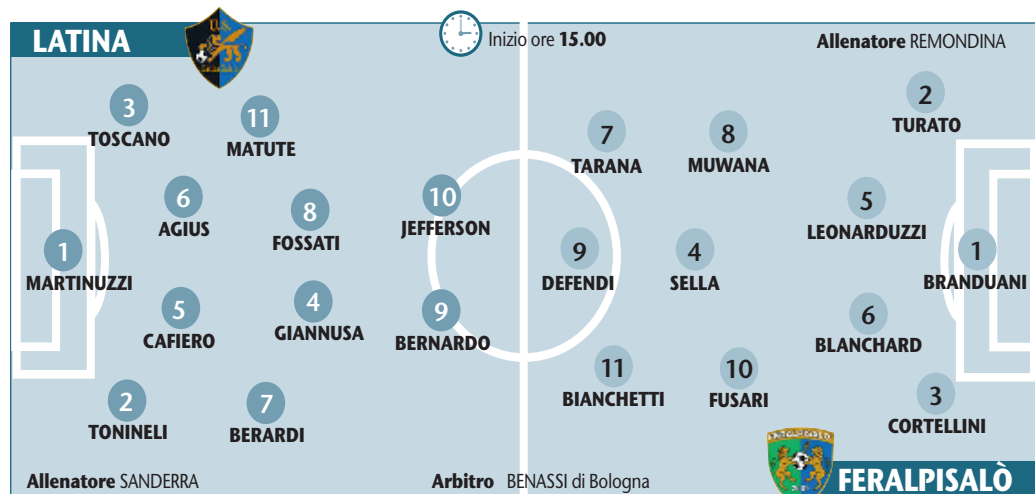 LATINA
U.S.
Inizio ore 15.00
Allenatore REMONDINA
3
TOSCANO
11
MATUTE
6
AGIUS
8
FOSSATI
10
JEFFERSON
1
MARTINUZZI
5
CAFIERO
4
GIANNUSA
9
BERNARDO
2
TONINELI
7
BERARDI
7
TARANA
8
MUWANA
2
TURATO
5
LEONARDUZZI
9
DEFENDI
4
SELLA
1
BRANDUANI
6
BLANCHARD
11
BIANCHETTI
10
FUSARI
3
CORTELLINI
Allenatore SANDERRA
Arbitro BENASSI di Bologna
FERALPISALÒ